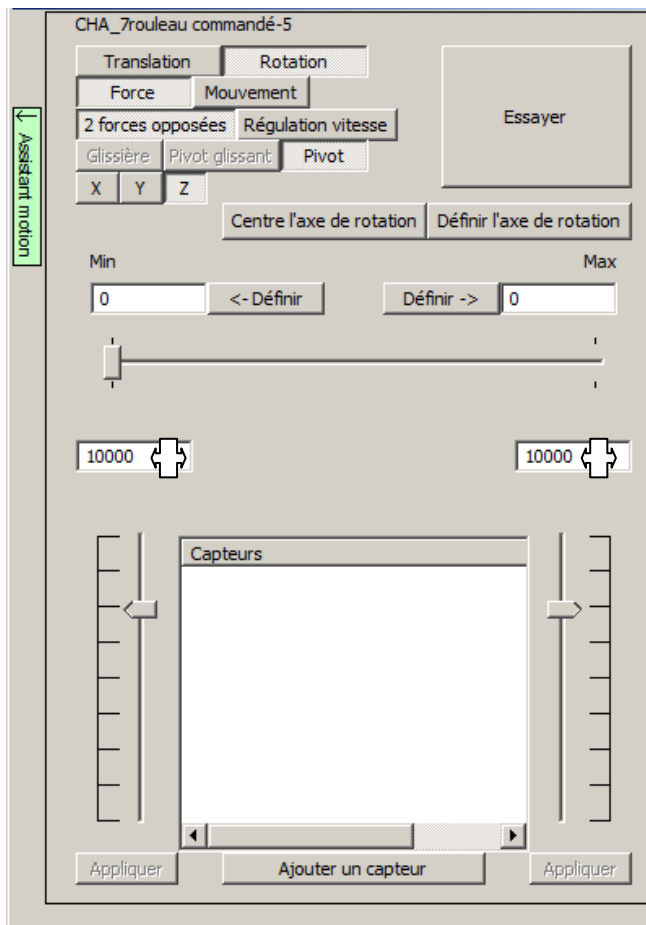 CHA_7rouleau commandé-5
Translation Rotation
Force Mouvement
2 forces opposées Régulation vitesse
Essayer
Glissière Pivot glissant Pivot
X Y Z
Centre l'axe de rotation Définir l'axe de rotation
↓ Assistant motion
Min Max
0 <- Définir Définir -> 0
10000 10000
Capteurs
Appliquer Ajouter un capteur Appliquer